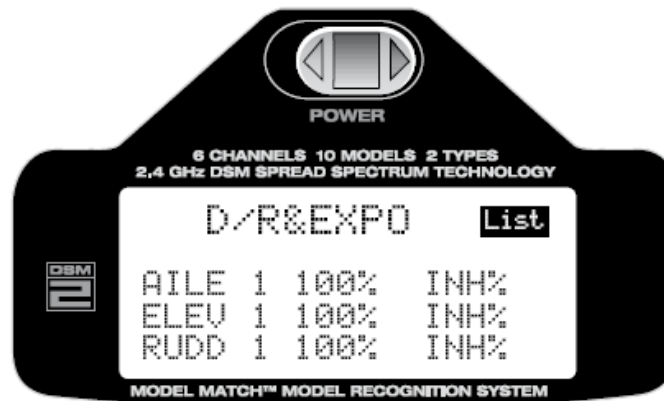 POWER
6 CHANNELS 10 MODELS 2 TYPES
2.4 GHz DSM SPREAD SPECTRUM TECHNOLOGY
D/R&EXPO List
DSM
2
AILE 1 100% INH%
ELEV 1 100% INH%
RUDD 1 100% INH%
MODEL MATCH™ MODEL RECOGNITION SYSTEM